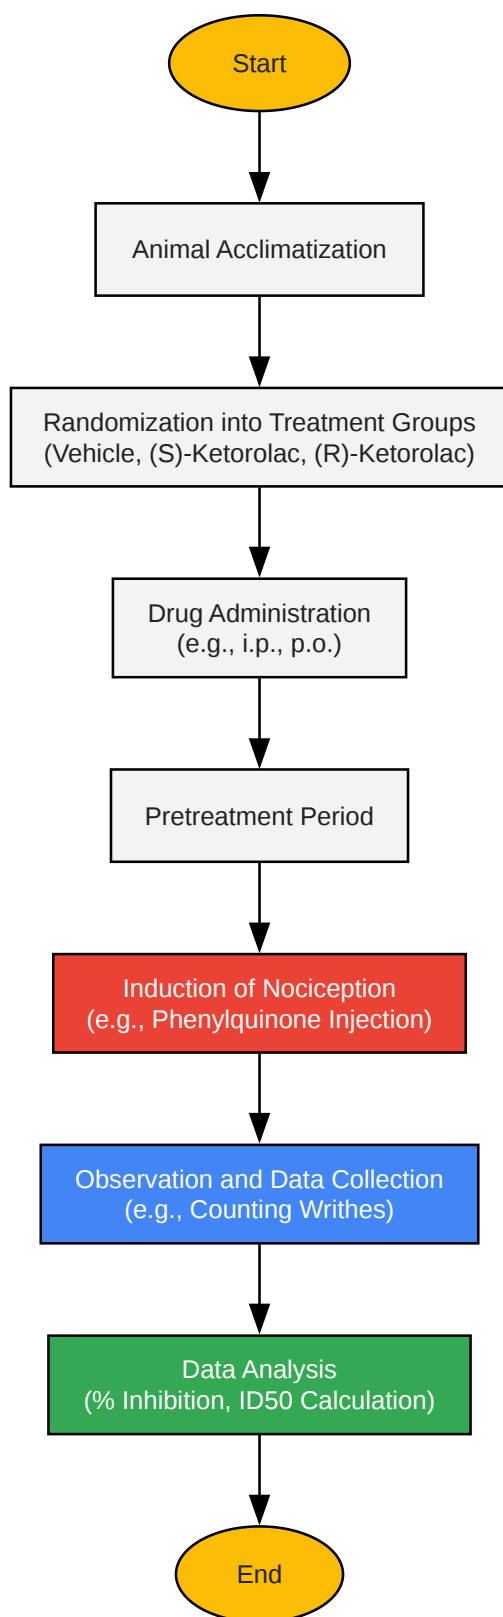 Start
Animal Acclimatization
Randomization into Treatment Groups
(Vehicle, (S)-Ketorolac, (R)-Ketorolac)
Drug Administration
(e.g., i.p., p.o.)
Pretreatment Period
Induction of Nociception
(e.g., Phenylquinone Injection)
Observation and Data Collection
(e.g., Counting Writhes)
Data Analysis
(% Inhibition, ID50 Calculation)
End